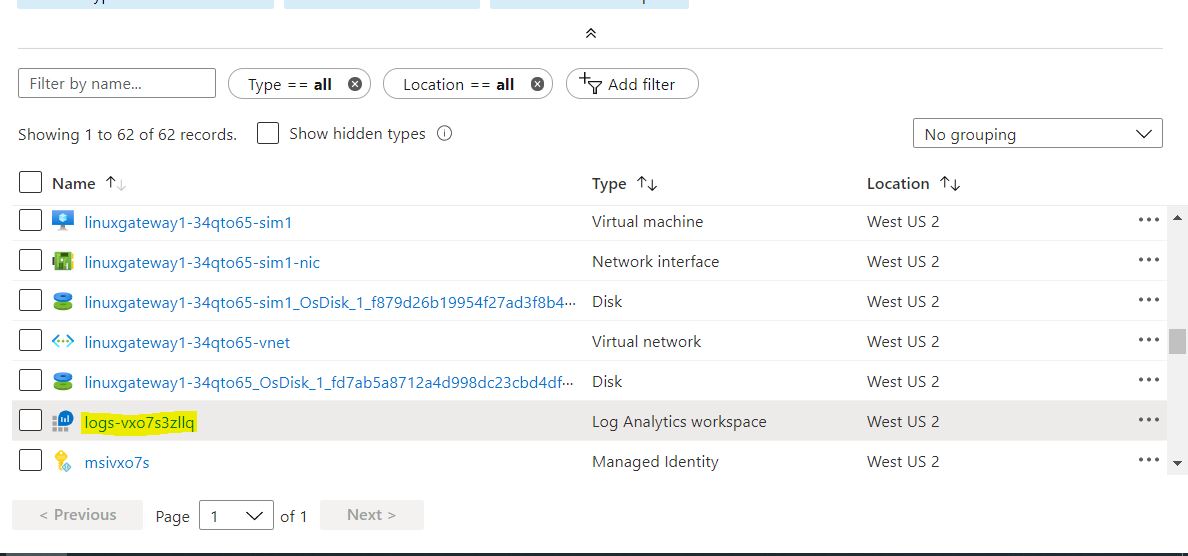 Filter by name...
Type == all
Location == all
Add filter
Showing 1 to 62 of 62 records.
Show hidden types
No grouping
Name
Type
Location
linuxgateway1-34qto65-sim1 Virtual machine West US 2
linuxgateway1-34qto65-sim1-nic Network interface West US 2
linuxgateway1-34qto65-sim1_OsDisk_1_f879d26b19954f27ad3f8b4··· Disk West US 2
linuxgateway1-34qto65-vnet Virtual network West US 2
linuxgateway1-34qto65_OsDisk_1_fd7ab5a8712a4d998dc23cbd4df··· Disk West US 2
logs-vxo7s3zllq Log Analytics workspace West US 2
msivxo7s Managed Identity West US 2
< Previous Page 1 of 1 Next >